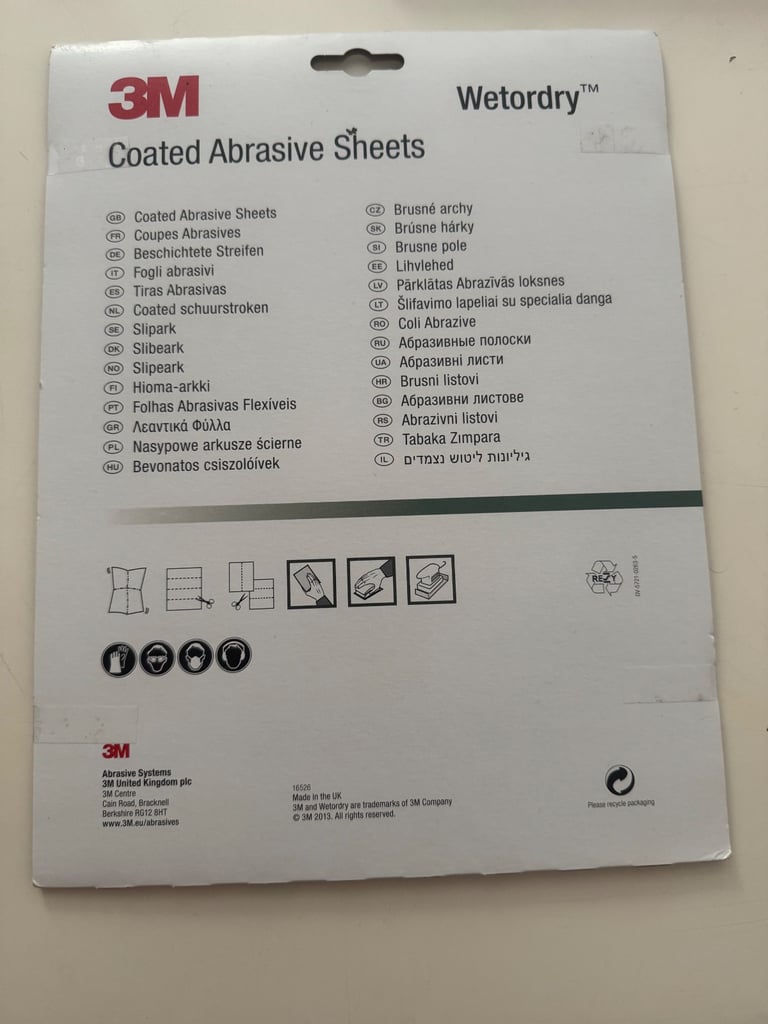 3M
Wetordry™
Coated Abrasive Sheets
GB Coated Abrasive Sheets
FR Coupes Abrasives
DE Beschichtete Streifen
IT Fogli abrasivi
ES Tiras Abrasivas
NL Coated schuurstroken
SE Slipark
DK Slibeark
NO Slipeark
FI Hioma-arkki
PT Folhas Abrasivas Flexíveis
GR Λεαντικά Φύλλα
PL Nasypowe arkusze ścierne
HU Bevonatos csiszolóívek
CZ Brusné archy
SK Brúsne hárky
SI Brusne pole
EE Lihvlehed
LV Pārklātas Abrazīvās loksnes
LT Šlifavimo lapeliai su specialia danga
RO Coli Abrazive
RU Абразивные полоски
UA Абразивні листи
HR Brusni listovi
BG Абразивни листове
RS Abrazivni listovi
TR Tabaka Zımpara
IL גיליונות ליטוש נצמדים
RESY
DV-5721-0263-5
3M
Abrasive Systems
3M United Kingdom plc
3M Centre
Cain Road, Bracknell
Berkshire RG12 8HT
www.3M.eu/abrasives
16526
Made in the UK
3M and Wetordry are trademarks of 3M Company
© 3M 2013. All rights reserved.
Please recycle packaging